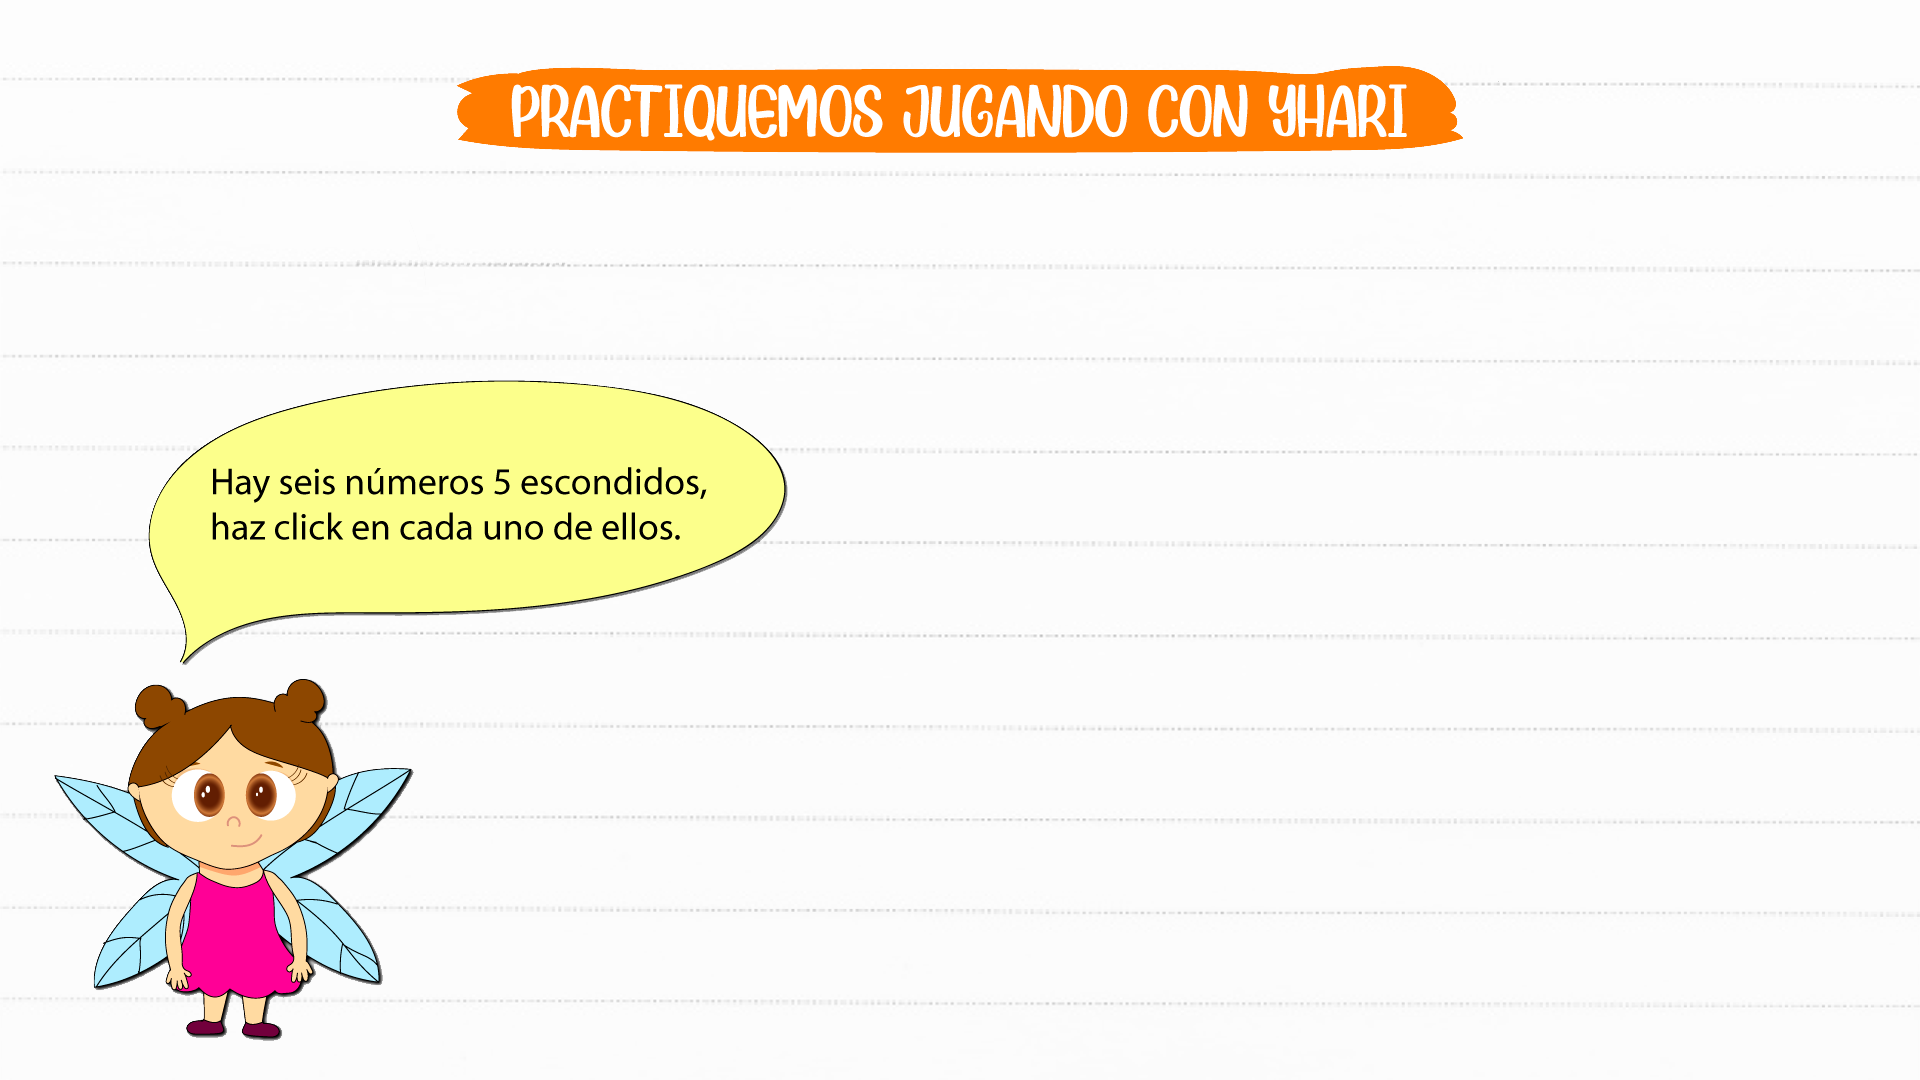 PRACTIQUEMOS JUGANDO CON YHARI
Hay seis números 5 escondidos,
haz click en cada uno de ellos.